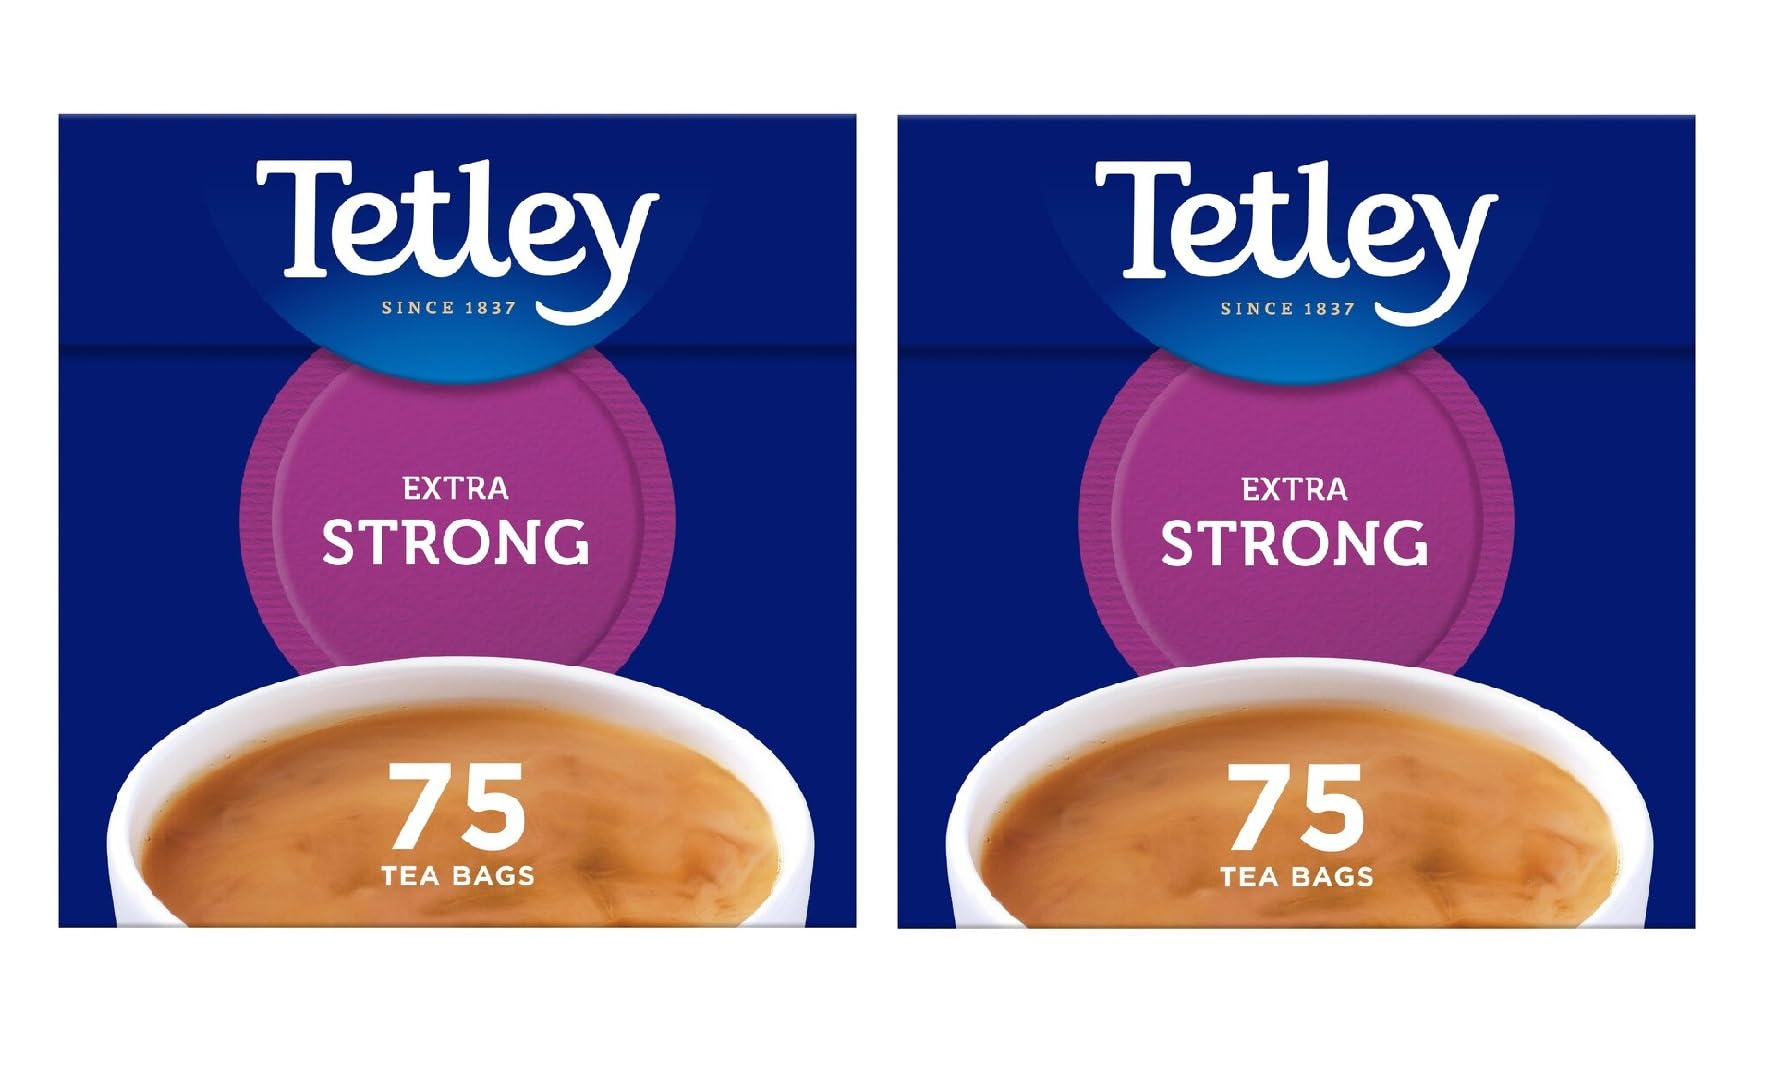 Tetley
SINCE 1837
EXTRA
STRONG
75
TEA BAGS
Tetley
SINCE 1837
EXTRA
STRONG
75
TEA BAGS